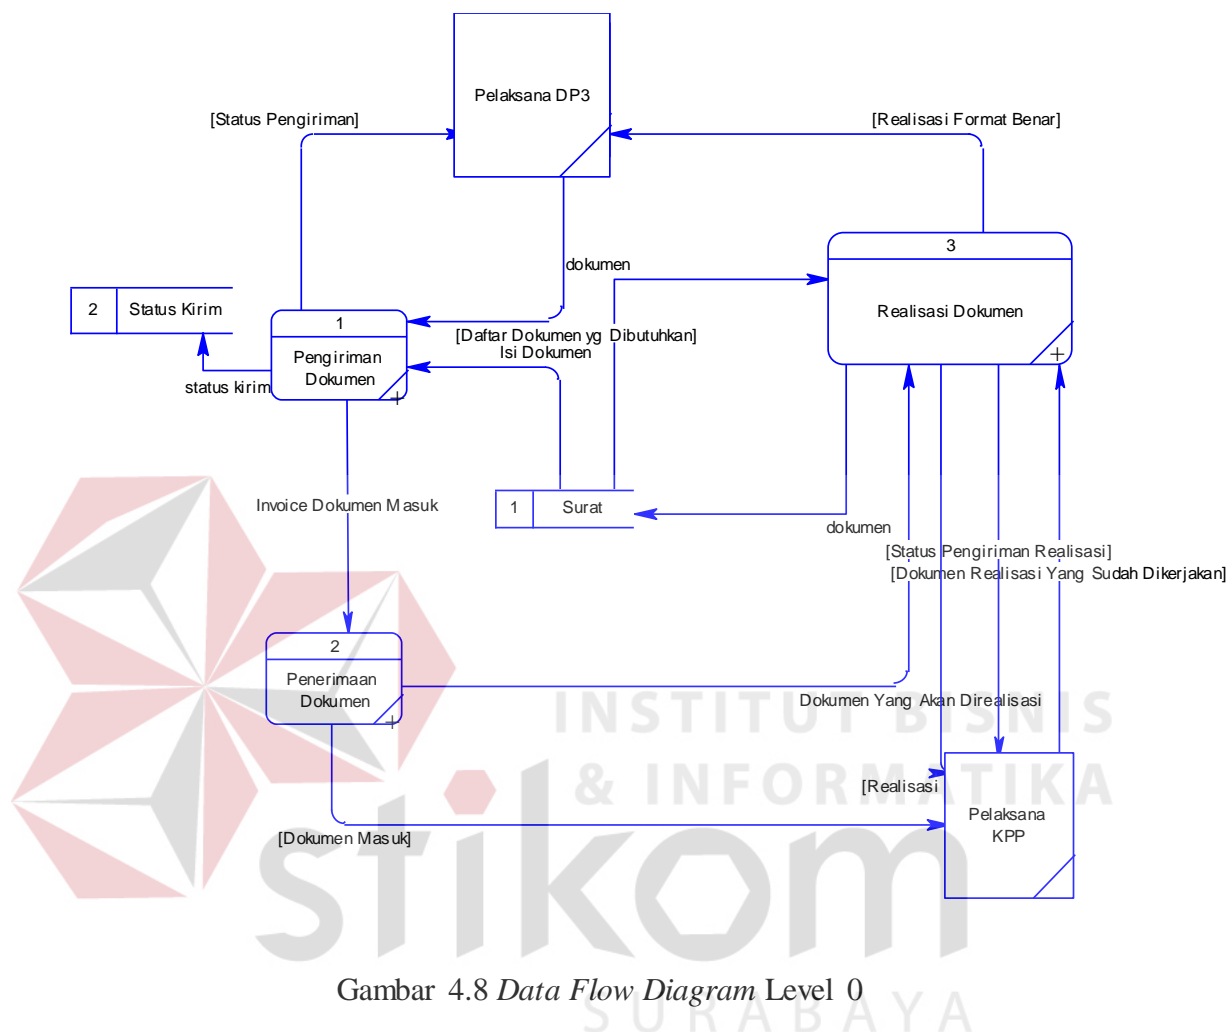 Pelaksana DP3
[Status Pengiriman]
[Realisasi Format Benar]
3
dokumen
2
Status Kirim
Realisasi Dokumen
1
[Daftar Dokumen yg Dibutuhkan]
Isi Dokumen
Pengiriman
Dokumen
status kirim
+
+
Invoice Dokumen Masuk
1
Surat
dokumen
[Status Pengiriman Realisasi]
[Dokumen Realisasi Yang Sudah Dikerjakan]
2
Penerimaan
Dokumen
+
Dokumen Yang Akan Direalisasi
INSTITUT BISNIS
& INFORMATIKA
[Realisasi
Pelaksana
KPP
[Dokumen Masuk]
stikom
Gambar 4.8 Data Flow Diagram Level 0
SURABAYA